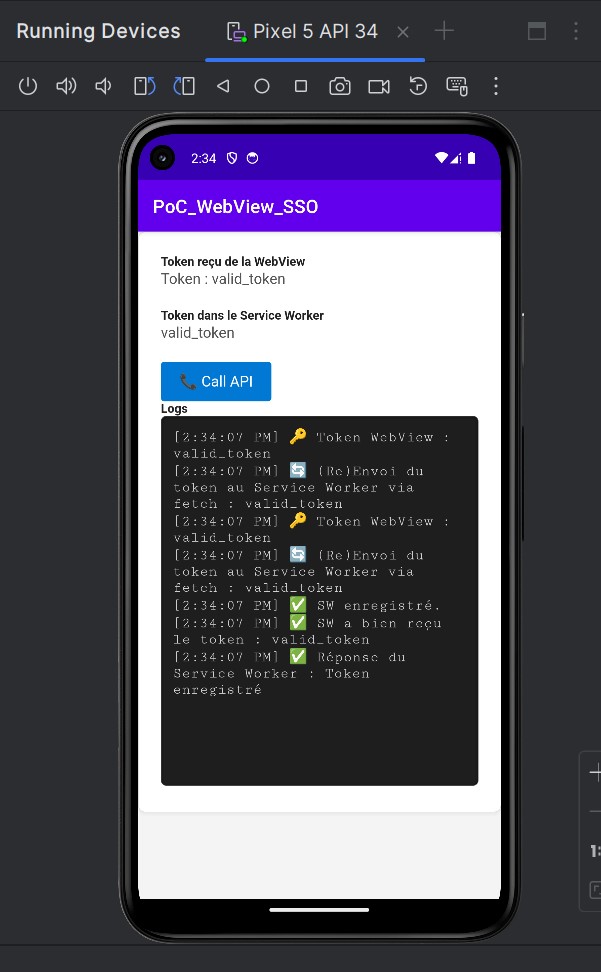 Running Devices
Pixel 5 API 34
2:34
PoC_WebView_SSO
Token reçu de la WebView
Token : valid_token
Token dans le Service Worker
valid_token
📞 Call API
Logs
[2:34:07 PM] 🔑 Token WebView :
valid_token
[2:34:07 PM] 🔄 (Re)Envoi du
token au Service Worker via
fetch : valid_token
[2:34:07 PM] 🔑 Token WebView :
valid_token
[2:34:07 PM] 🔄 (Re)Envoi du
token au Service Worker via
fetch : valid_token
[2:34:07 PM] ✅ SW enregistré.
[2:34:07 PM] ✅ SW a bien reçu
le token : valid_token
[2:34:07 PM] ✅ Réponse du
Service Worker : Token
enregistré